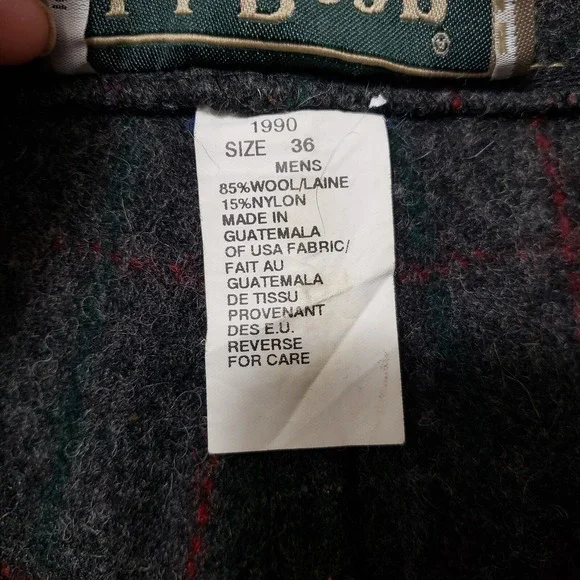 1990
SIZE 36
MENS
85%WOOL/LAINE
15%NYLON
MADE IN
GUATEMALA
OF USA FABRIC/
FAIT AU
GUATEMALA
DE TISSU
PROVENANT
DES E.U.
REVERSE
FOR CARE